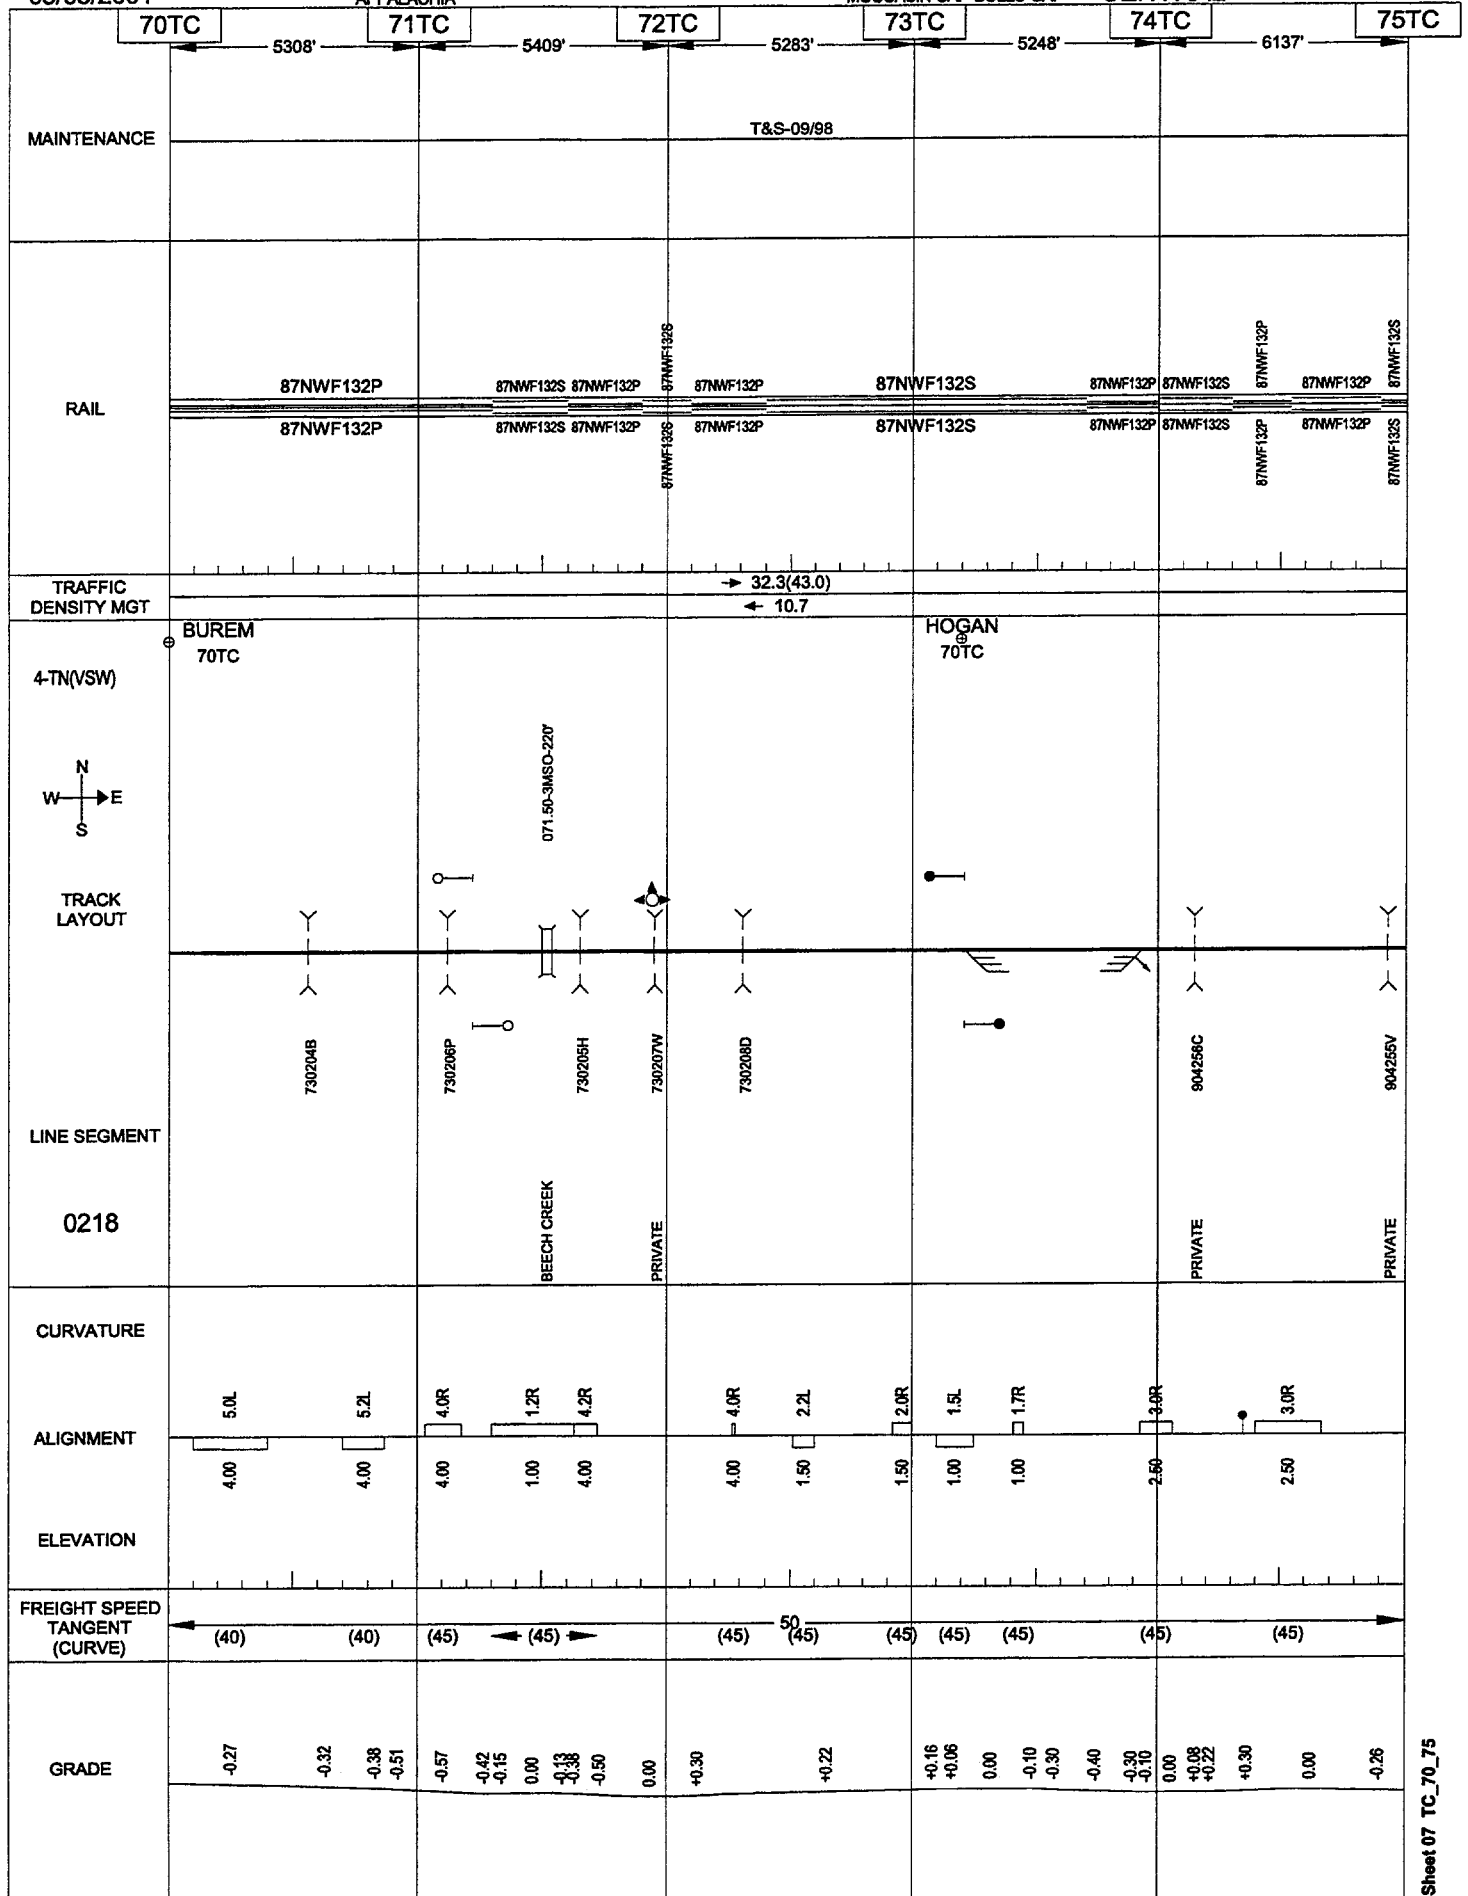 70TC 71TC 72TC 73TC 74TC 75TC
5308' 5409' 5283' 5248' 6137'
MAINTENANCE
T&S-09/98
87NWF132S 87NWF132P 87NWF132S
87NWF132P 87NWF132S 87NWF132P 87NWF132P 87NWF132S 87NWF132P 87NWF132S 87NWF132P
RAIL
87NWF132P 87NWF132S 87NWF132P 87NWF132P 87NWF132S 87NWF132P 87NWF132S 87NWF132P
87NWF132S 87NWF132P 87NWF132S
TRAFFIC
DENSITY MGT
32.3(43.0)
10.7
BUREM
70TC
HOGAN
70TC
4-TN(VSW)
N
W E
S
071.50-3MSO-220'
TRACK
LAYOUT
730204B 730206P 730205H 730207W 730208D 904256C 904255V
LINE SEGMENT
0218
BEECH CREEK PRIVATE PRIVATE PRIVATE
CURVATURE
5.0L 5.2L 4.0R 1.2R 4.2R 4.0R 2.2L 2.0R 1.5L 1.7R 3.0R 3.0R
ALIGNMENT
4.00 4.00 4.00 1.00 4.00 4.00 1.50 1.50 1.00 1.00 2.50 2.50
ELEVATION
FREIGHT SPEED
TANGENT
(CURVE)
50
(40) (40) (45) (45) (45) (45) (45) (45) (45) (45) (45)
GRADE
-0.27 -0.32 -0.38 -0.51 -0.57 -0.42 -0.15 0.00 -0.13 -0.38 -0.50 0.00 +0.30 +0.22 +0.16 +0.06 0.00 -0.10 -0.30 -0.40 -0.30 -0.10 0.00 +0.08 +0.22 +0.30 0.00 -0.26
Sheet 07 TC_70_75